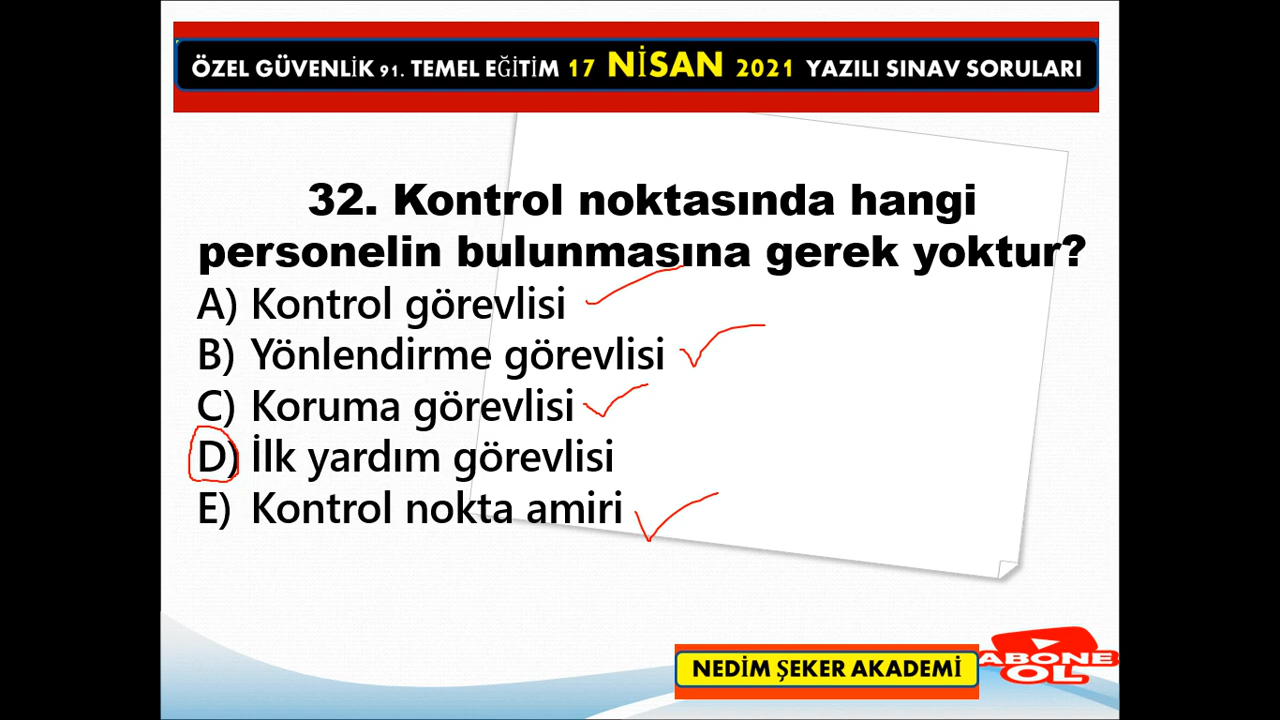 ÖZEL GÜVENLİK 91. TEMEL EĞİTİM 17 NİSAN 2021 YAZILI SINAV SORULARI
32. Kontrol noktasında hangi
personelin bulunmasına gerek yoktur?
A) Kontrol görevlisi
B) Yönlendirme görevlisi
C) Koruma görevlisi
D) İlk yardım görevlisi
E) Kontrol nokta amiri
NEDİM ŞEKER AKADEMİ
ABONE
OL